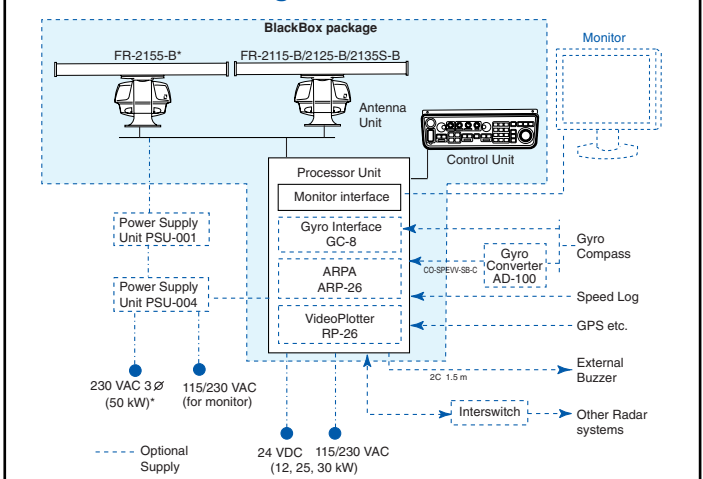 BlackBox package
FR-2155-B*
FR-2115-B/2125-B/2135S-B
Monitor
Antenna
Unit
Control Unit
Processor Unit
Monitor interface
Gyro Interface
GC-8
ARPA
ARP-26
VideoPlotter
RP-26
Power Supply
Unit PSU-001
Power Supply
Unit PSU-004
CO-SPEVV-SB-C
Gyro
Converter
AD-100
Gyro
Compass
Speed Log
GPS etc.
External
Buzzer
2C 1.5 m
Interswitch
Other Radar
systems
230 VAC 3 Ø
(50 kW)*
115/230 VAC
(for monitor)
24 VDC
(12, 25, 30 kW)
115/230 VAC
Optional
Supply